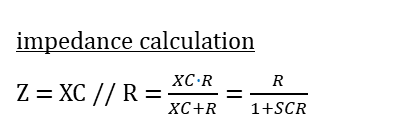 impedance calculation
Z = XC // R = XC·R / XC+R = R / 1+SCR